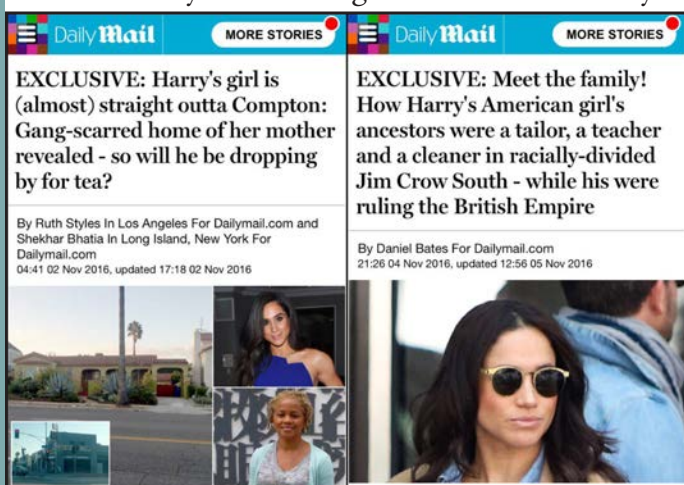 Daily Mail
MORE STORIES
EXCLUSIVE: Harry's girl is
(almost) straight outta Compton:
Gang-scarred home of her mother
revealed - so will he be dropping
by for tea?
By Ruth Styles In Los Angeles For Dailymail.com and
Shekhar Bhatia In Long Island, New York For
Dailymail.com
04:41 02 Nov 2016, updated 17:18 02 Nov 2016
Daily Mail
MORE STORIES
EXCLUSIVE: Meet the family!
How Harry's American girl's
ancestors were a tailor, a teacher
and a cleaner in racially-divided
Jim Crow South - while his were
ruling the British Empire
By Daniel Bates For Dailymail.com
21:26 04 Nov 2016, updated 12:56 05 Nov 2016